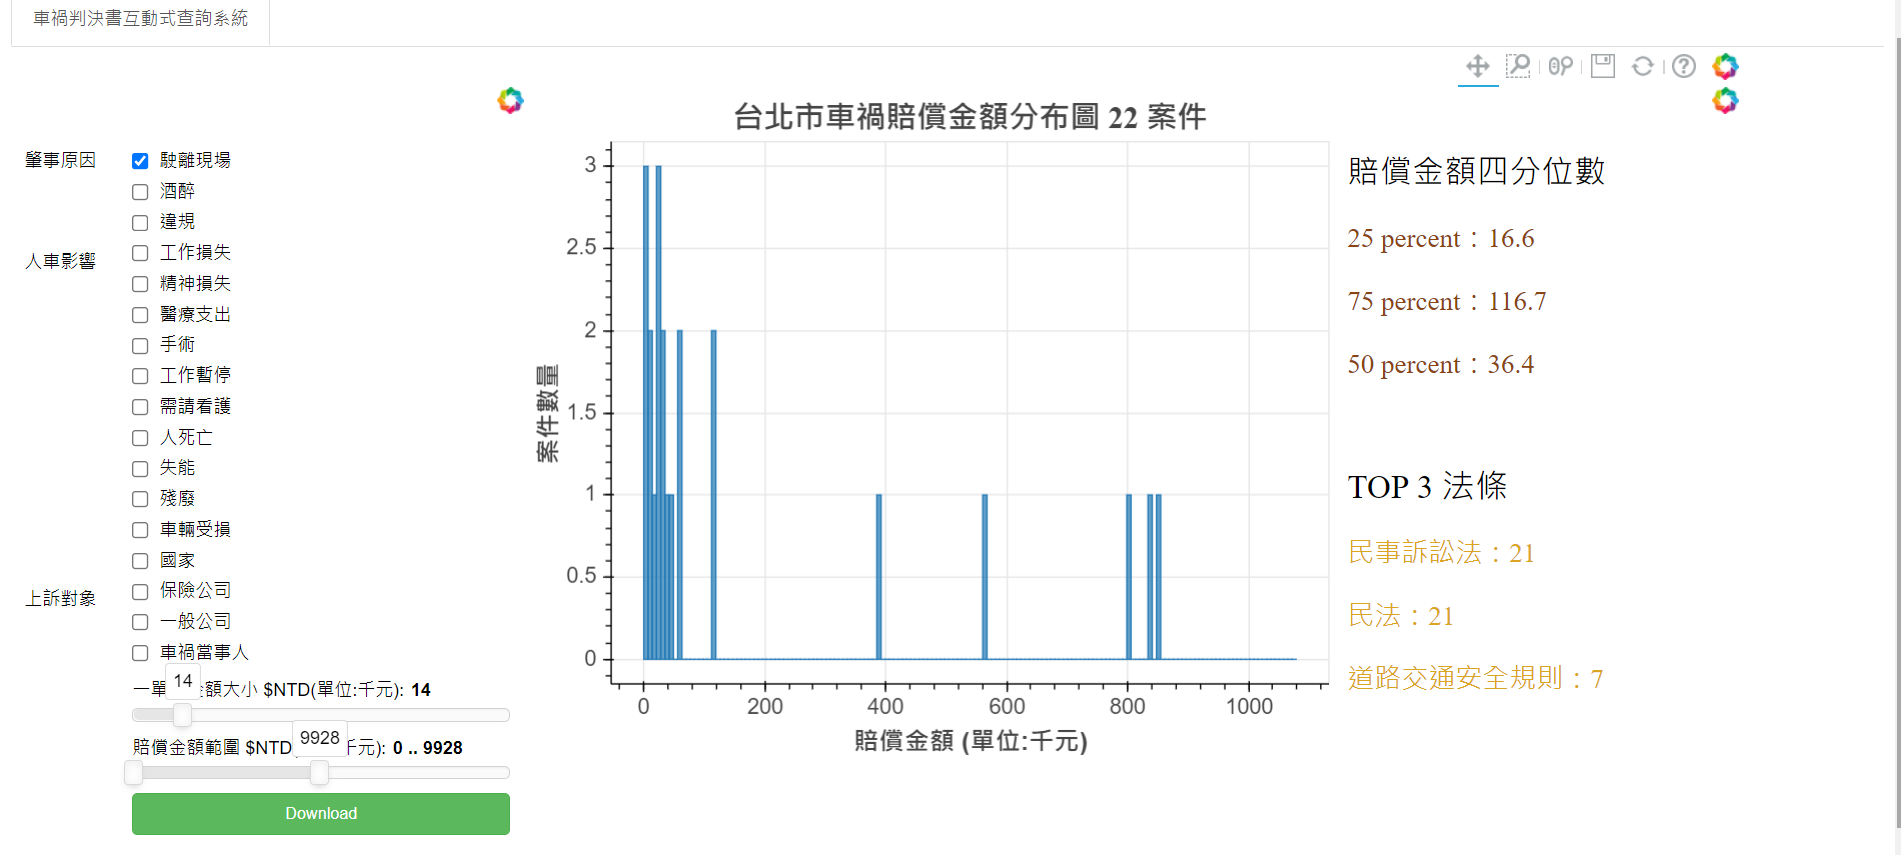 車禍判決書互動式查詢系統
肇事原因
駛離現場
酒醉
違規
人車影響
工作損失
精神損失
醫療支出
手術
工作暫停
需請看護
人死亡
失能
殘廢
車輛受損
上訴對象
國家
保險公司
一般公司
車禍當事人
14
一單 金額大小 $NTD(單位:千元): 14
9928
賠償金額範圍 $NTD 千元): 0 .. 9928
Download
台北市車禍賠償金額分布圖 22 案件
案件數量
3
2.5
2
1.5
1
0.5
0
0 200 400 600 800 1000
賠償金額 (單位:千元)
賠償金額四分位數
25 percent：16.6
75 percent：116.7
50 percent：36.4
TOP 3 法條
民事訴訟法：21
民法：21
道路交通安全規則：7